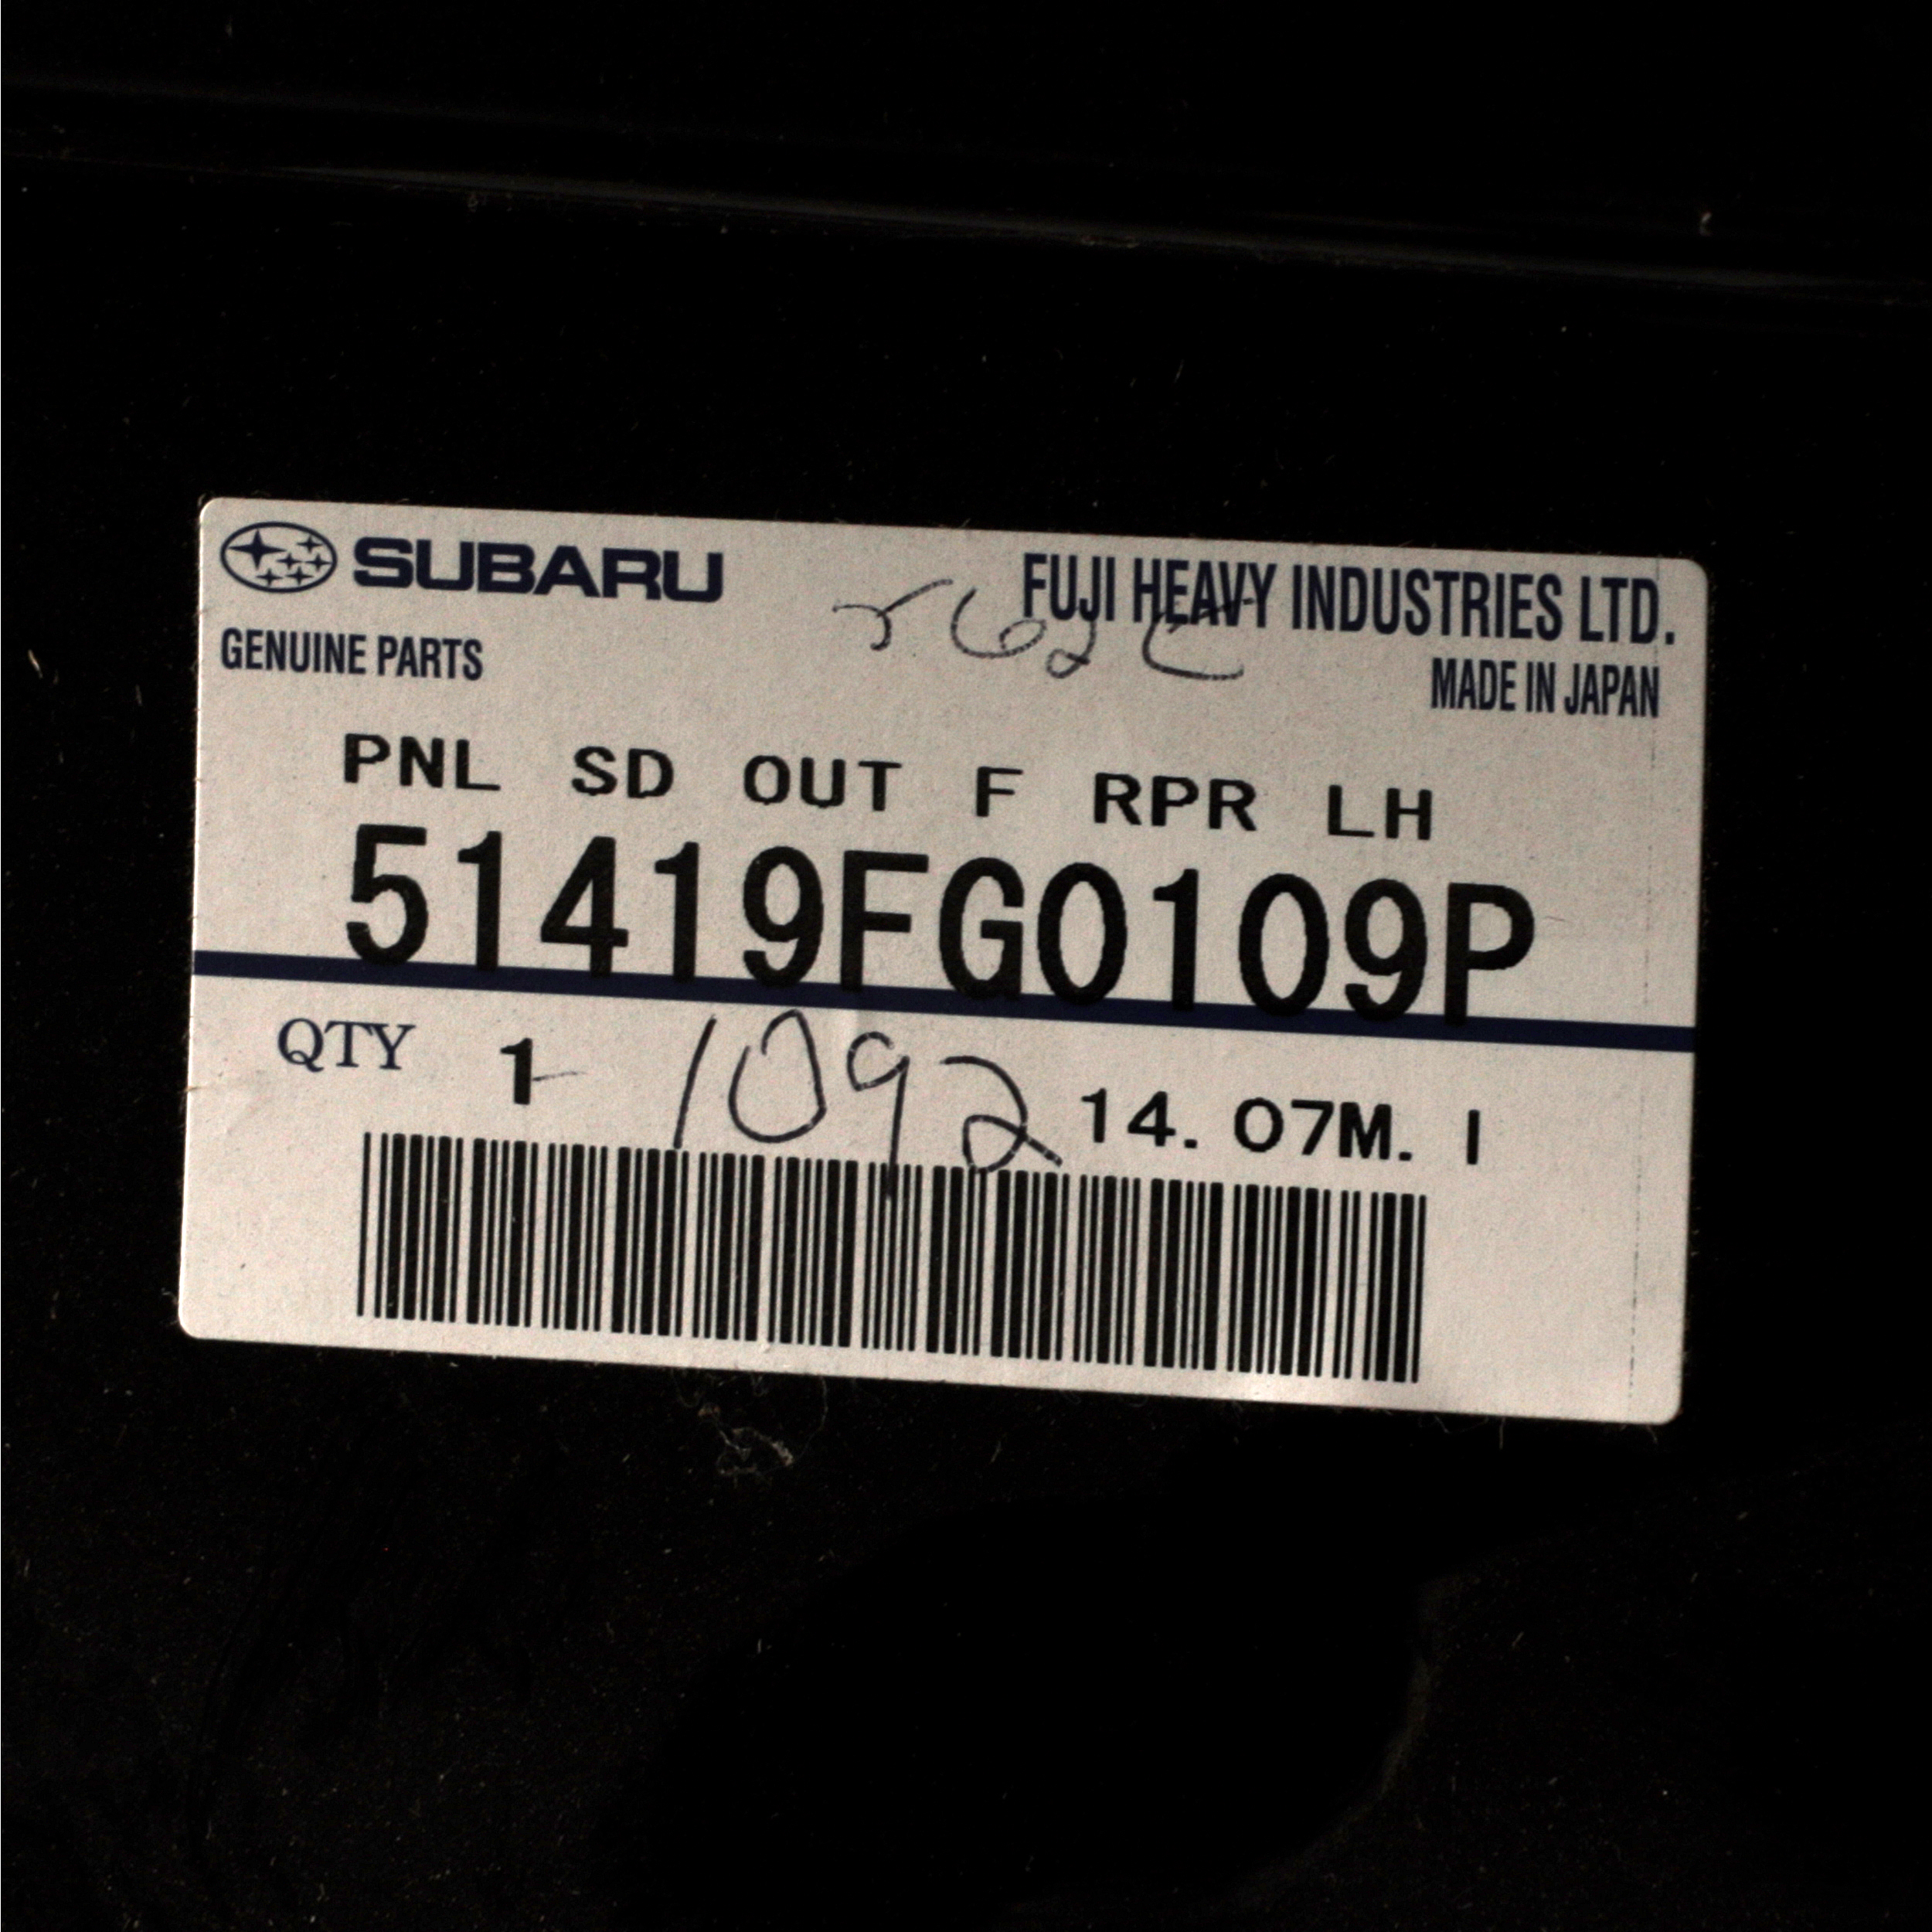 SUBARU
FUJI HEAVY INDUSTRIES LTD.
GENUINE PARTS
MADE IN JAPAN
PNL SD OUT F RPR LH
51419FG0109P
QTY 1 1092 14. 07M. I